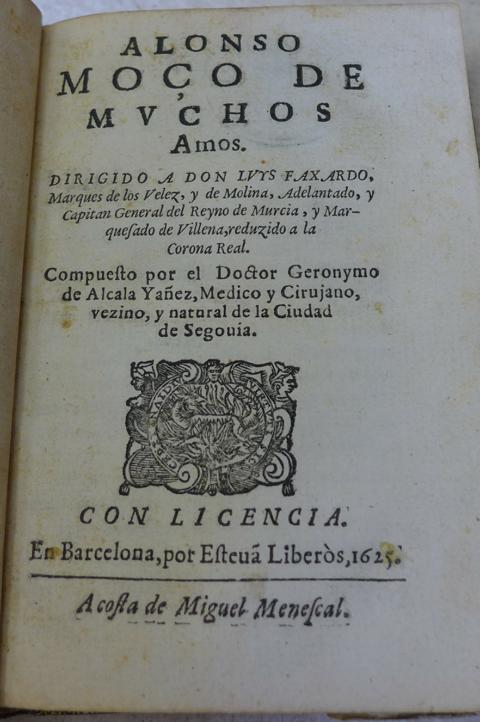 ALONSO
MOÇO DE
MVCHOS
Amos.
DIRIGIDO A DON LVYS FAXARDO,
Marques de los Velez, y de Molina, Adelantado, y
Capitan General del Reyno de Murcia, y Mar-
queſado de Villena, reduzido a la
Corona Real.
Compueſto por el Doctor Geronymo
de Alcala Yañez, Medico y Cirujano,
vezino, y natural de la Ciudad
de Segouia.
CON LICENCIA.
En Barcelona, por Eſteuã Liberòs, 1625.
A coſta de Miguel Meneſcal.